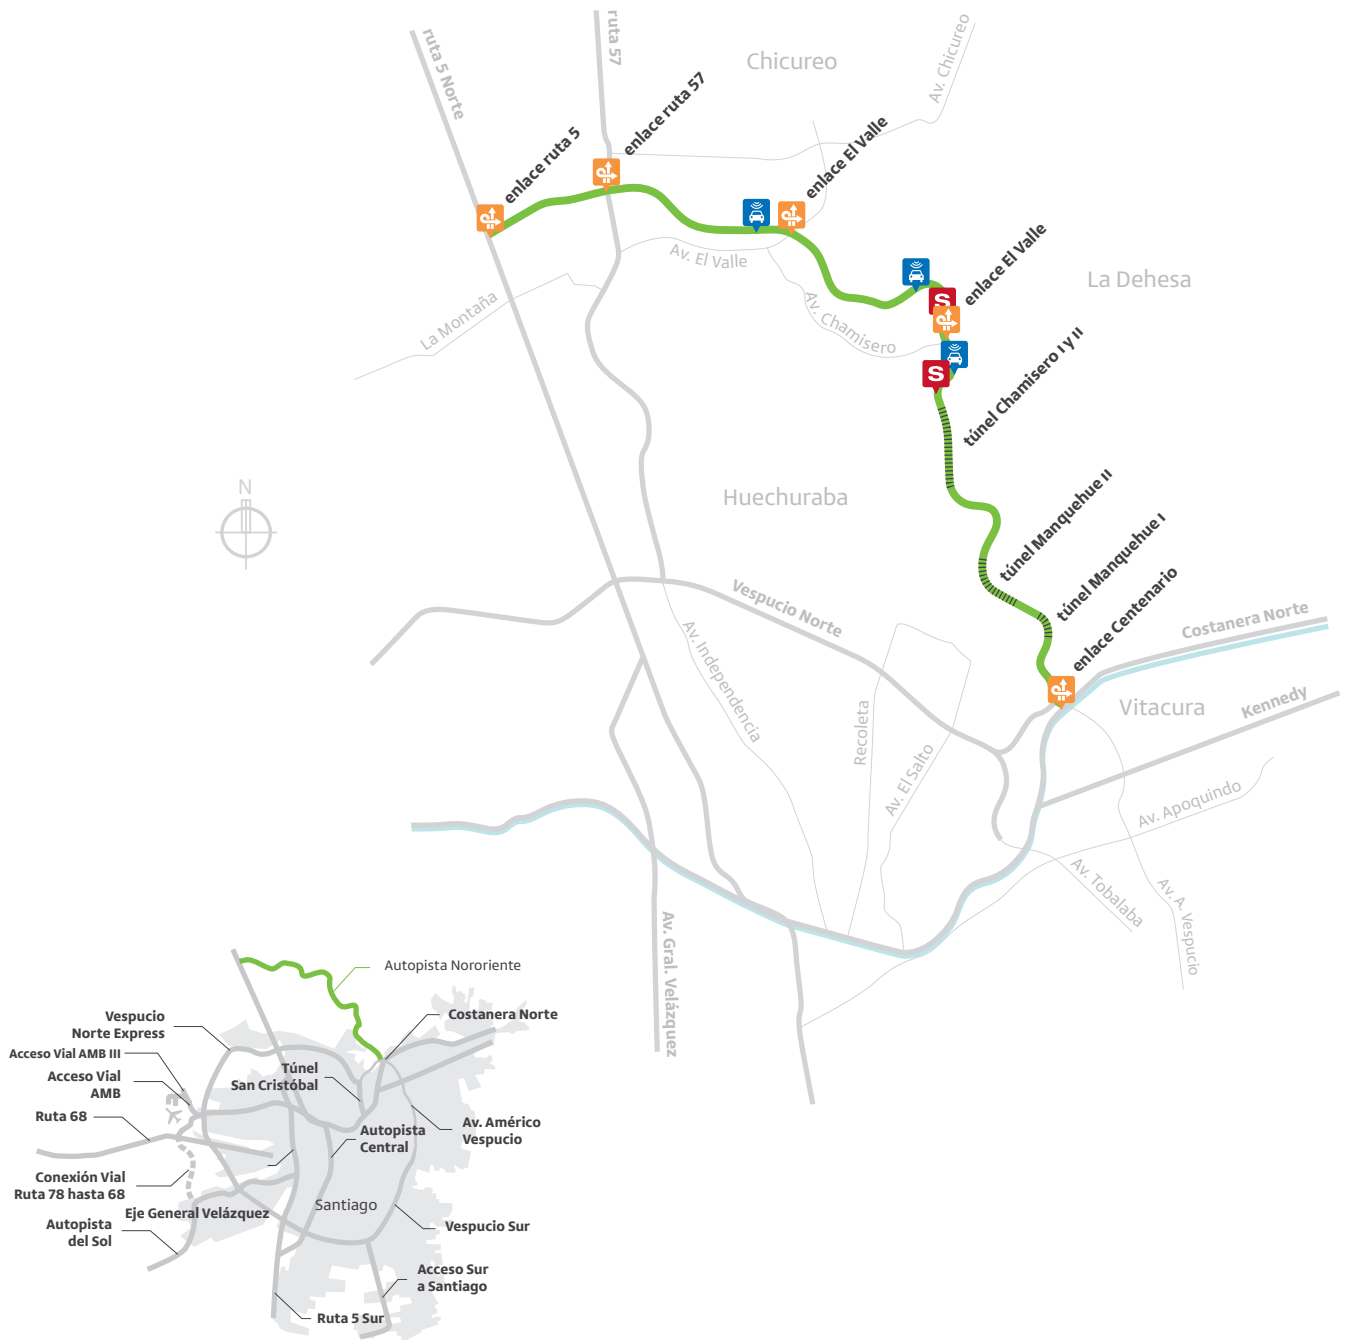 ruta 5 Norte
ruta 57
Chicureo
Av. Chicureo
enlace ruta 5
enlace ruta 57
enlace El Valle
Av. El Valle
La Montaña
Av. Chamisero
S
enlace El Valle
La Dehesa
S
túnel Chamisero I y II
Huechuraba
N
túnel Manquehue II
túnel Manquehue I
enlace Centenario
Vespucio Norte
Costanera Norte
Av. Independencia
Recoleta
Av. El Salto
Vitacura
Kennedy
Av. Apoquindo
Av. Tobalaba
Av. A. Vespucio
Av. Gral. Velázquez
Autopista Nororiente
Vespucio
Norte Express
Costanera Norte
Acceso Vial AMB III
Acceso Vial
AMB
Túnel
San Cristóbal
Ruta 68
Autopista
Central
Av. Américo
Vespucio
Conexión Vial
Ruta 78 hasta 68
Santiago
Eje General Velázquez
Autopista
del Sol
Vespucio Sur
Acceso Sur
a Santiago
Ruta 5 Sur